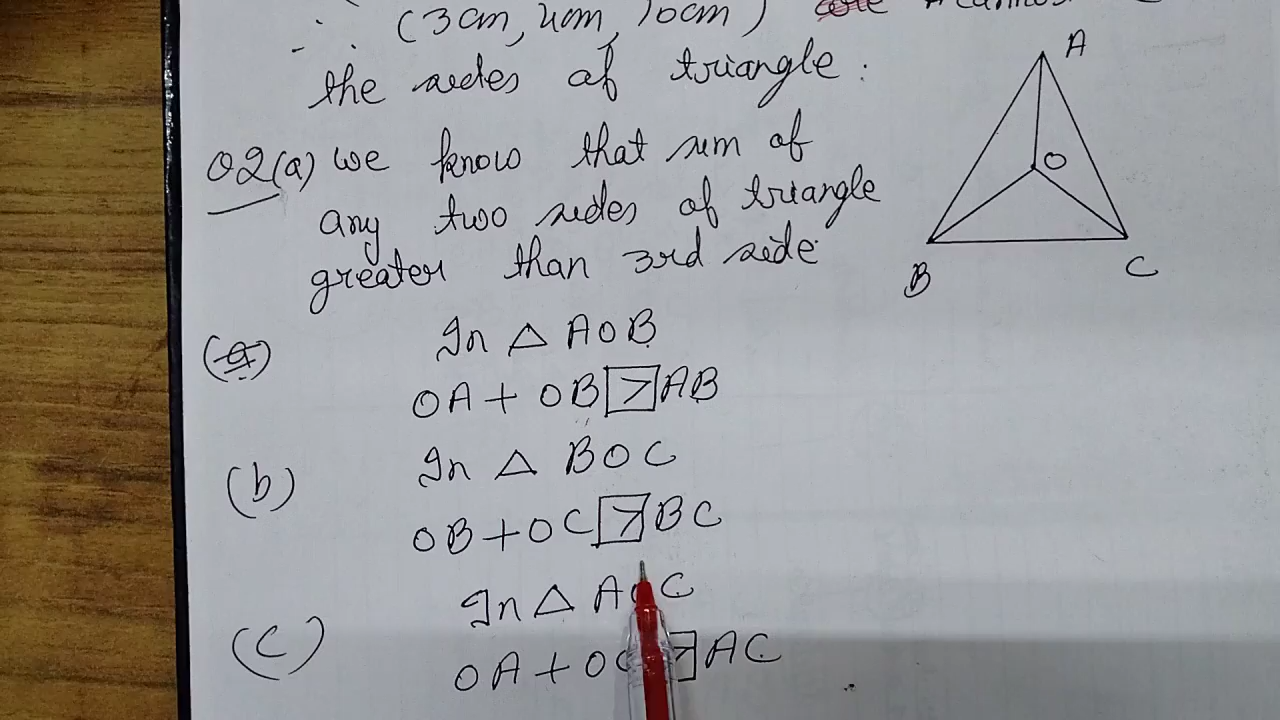 ∴ (3cm, 4cm, 10cm)
the sides of triangle.
Q2(a) we know that sum of
any two sides of triangle
greater than 3rd side
In △ AOB
OA + OB > AB
(b) In △ BOC
OB + OC > BC
(c) In △ AOC
OA + OC > AC
A
O
B
C